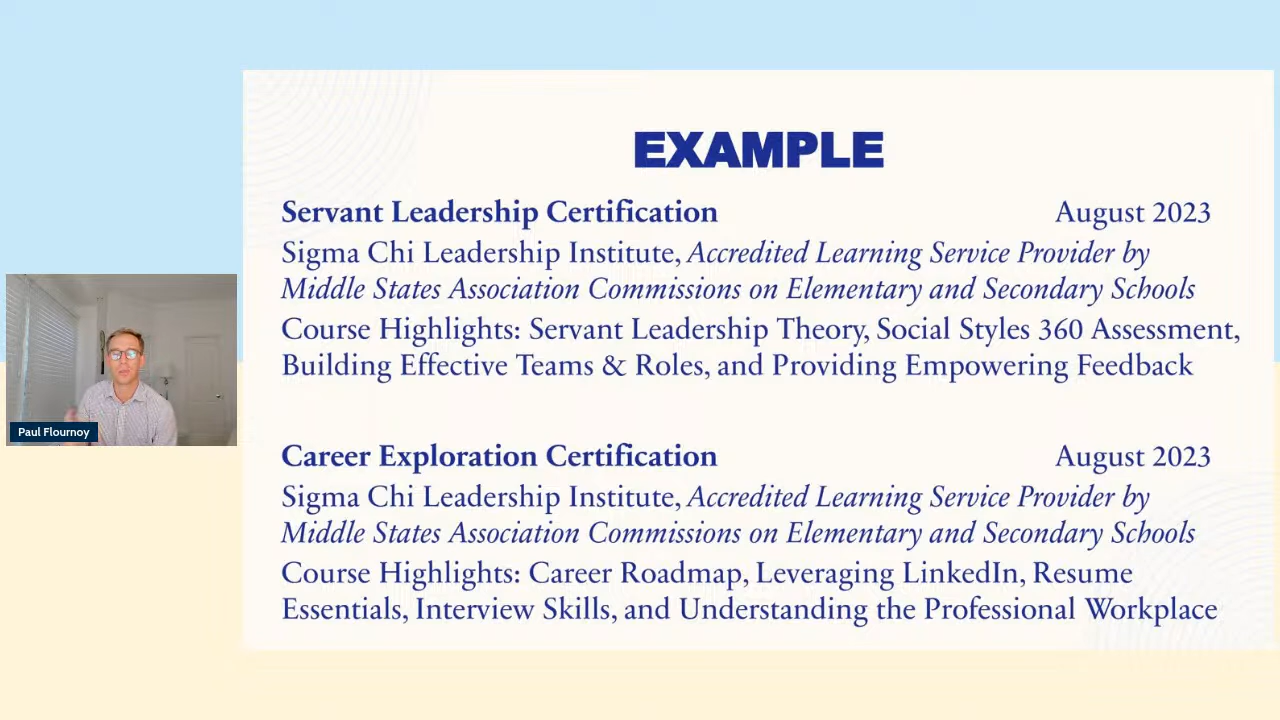 EXAMPLE
Servant Leadership Certification August 2023
Sigma Chi Leadership Institute, Accredited Learning Service Provider by
Middle States Association Commissions on Elementary and Secondary Schools
Course Highlights: Servant Leadership Theory, Social Styles 360 Assessment,
Building Effective Teams & Roles, and Providing Empowering Feedback
Career Exploration Certification August 2023
Sigma Chi Leadership Institute, Accredited Learning Service Provider by
Middle States Association Commissions on Elementary and Secondary Schools
Course Highlights: Career Roadmap, Leveraging LinkedIn, Resume
Essentials, Interview Skills, and Understanding the Professional Workplace
Paul Flournoy